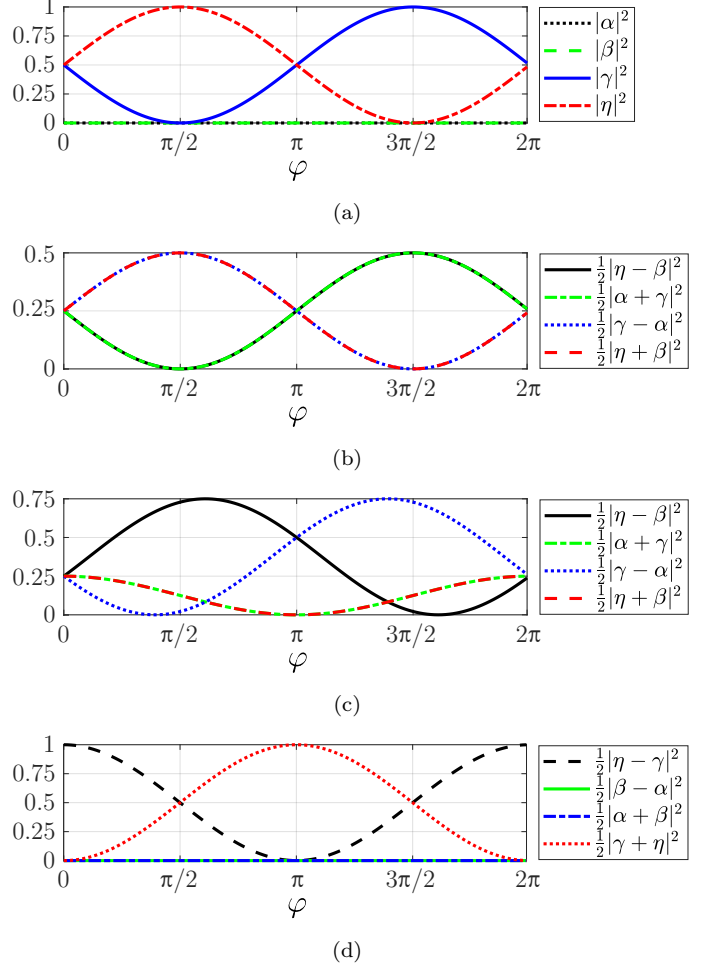 1
0.75
0.5
0.25
0
0
π/2
π
3π/2
2π
φ
|α|²
|β|²
|γ|²
|η|²
(a)
0.5
0.25
0
0
π/2
π
3π/2
2π
φ
½|η − β|²
½|α + γ|²
½|γ − α|²
½|η + β|²
(b)
0.75
0.5
0.25
0
0
π/2
π
3π/2
2π
φ
½|η − β|²
½|α + γ|²
½|γ − α|²
½|η + β|²
(c)
1
0.75
0.5
0.25
0
0
π/2
π
3π/2
2π
φ
½|η − γ|²
½|β − α|²
½|α + β|²
½|γ + η|²
(d)